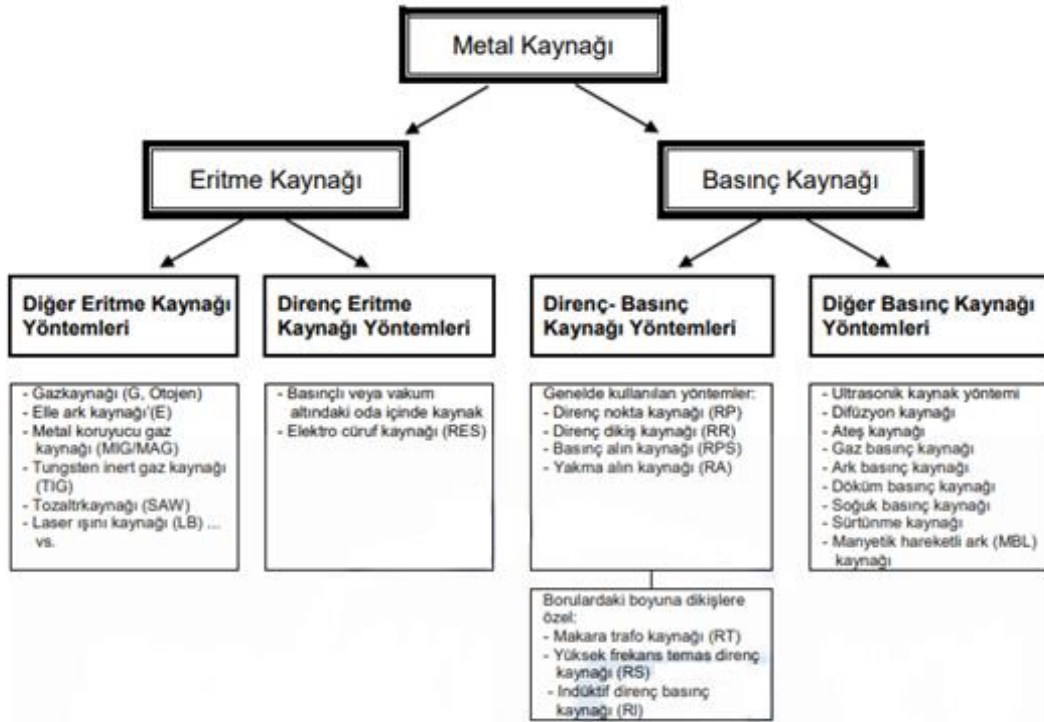 Metal Kaynağı
Eritme Kaynağı
Basınç Kaynağı
Diğer Eritme Kaynağı
Yöntemleri
- Gazkaynağı (G, Otojen)
- Elle ark kaynağı'(E)
- Metal koruyucu gaz
kaynağı (MIG/MAG)
- Tungsten inert gaz kaynağı
(TIG)
- Tozaltrkaynağı (SAW)
- Laser ışını kaynağı (LB) ...
vs.
Direnç Eritme
Kaynağı Yöntemleri
- Basınçlı veya vakum
altındaki oda içinde kaynak
- Elektro cüruf kaynağı (RES)
Direnç- Basınç
Kaynağı Yöntemleri
Genelde kullanılan yöntemler:
- Direnç nokta kaynağı (RP)
- Direnç dikiş kaynağı (RR)
- Basınç alın kaynağı (RPS)
- Yakma alın kaynağı (RA)
Borulardaki boyuna dikişlere
özel:
- Makara trafo kaynağı (RT)
- Yüksek frekans temas direnç
kaynağı (RS)
- Indüktif direnç basınç
kaynağı (RI)
Diğer Basınç Kaynağı
Yöntemleri
- Ultrasonik kaynak yöntemi
- Difüzyon kaynağı
- Ateş kaynağı
- Gaz basınç kaynağı
- Ark basınç kaynağı
- Döküm basınç kaynağı
- Soğuk basınç kaynağı
- Sürtünme kaynağı
- Manyetik hareketli ark (MBL)
kaynağı